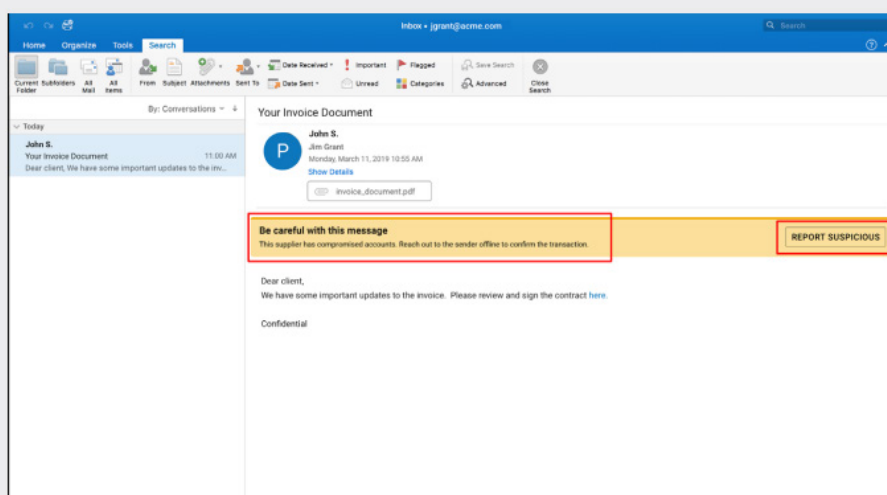 Inbox • jgrant@acme.com
Search
Home Organize Tools Search
Current Folder
Subfolders
All Mail
All Items
From
Subject
Attachments
Sent To
Date Received
Date Sent
Important
Unread
Flagged
Categories
Save Search
Advanced
Close Search
By: Conversations
Today
John S.
Your Invoice Document 11:00 AM
Dear client, We have some important updates to the inv...
Your Invoice Document
P
John S.
Jim Grant
Monday, March 11, 2019 10:55 AM
Show Details
invoice_document.pdf
Be careful with this message
This supplier has compromised accounts. Reach out to the sender offline to confirm the transaction.
REPORT SUSPICIOUS
Dear client,
We have some important updates to the invoice. Please review and sign the contract here.
Confidential